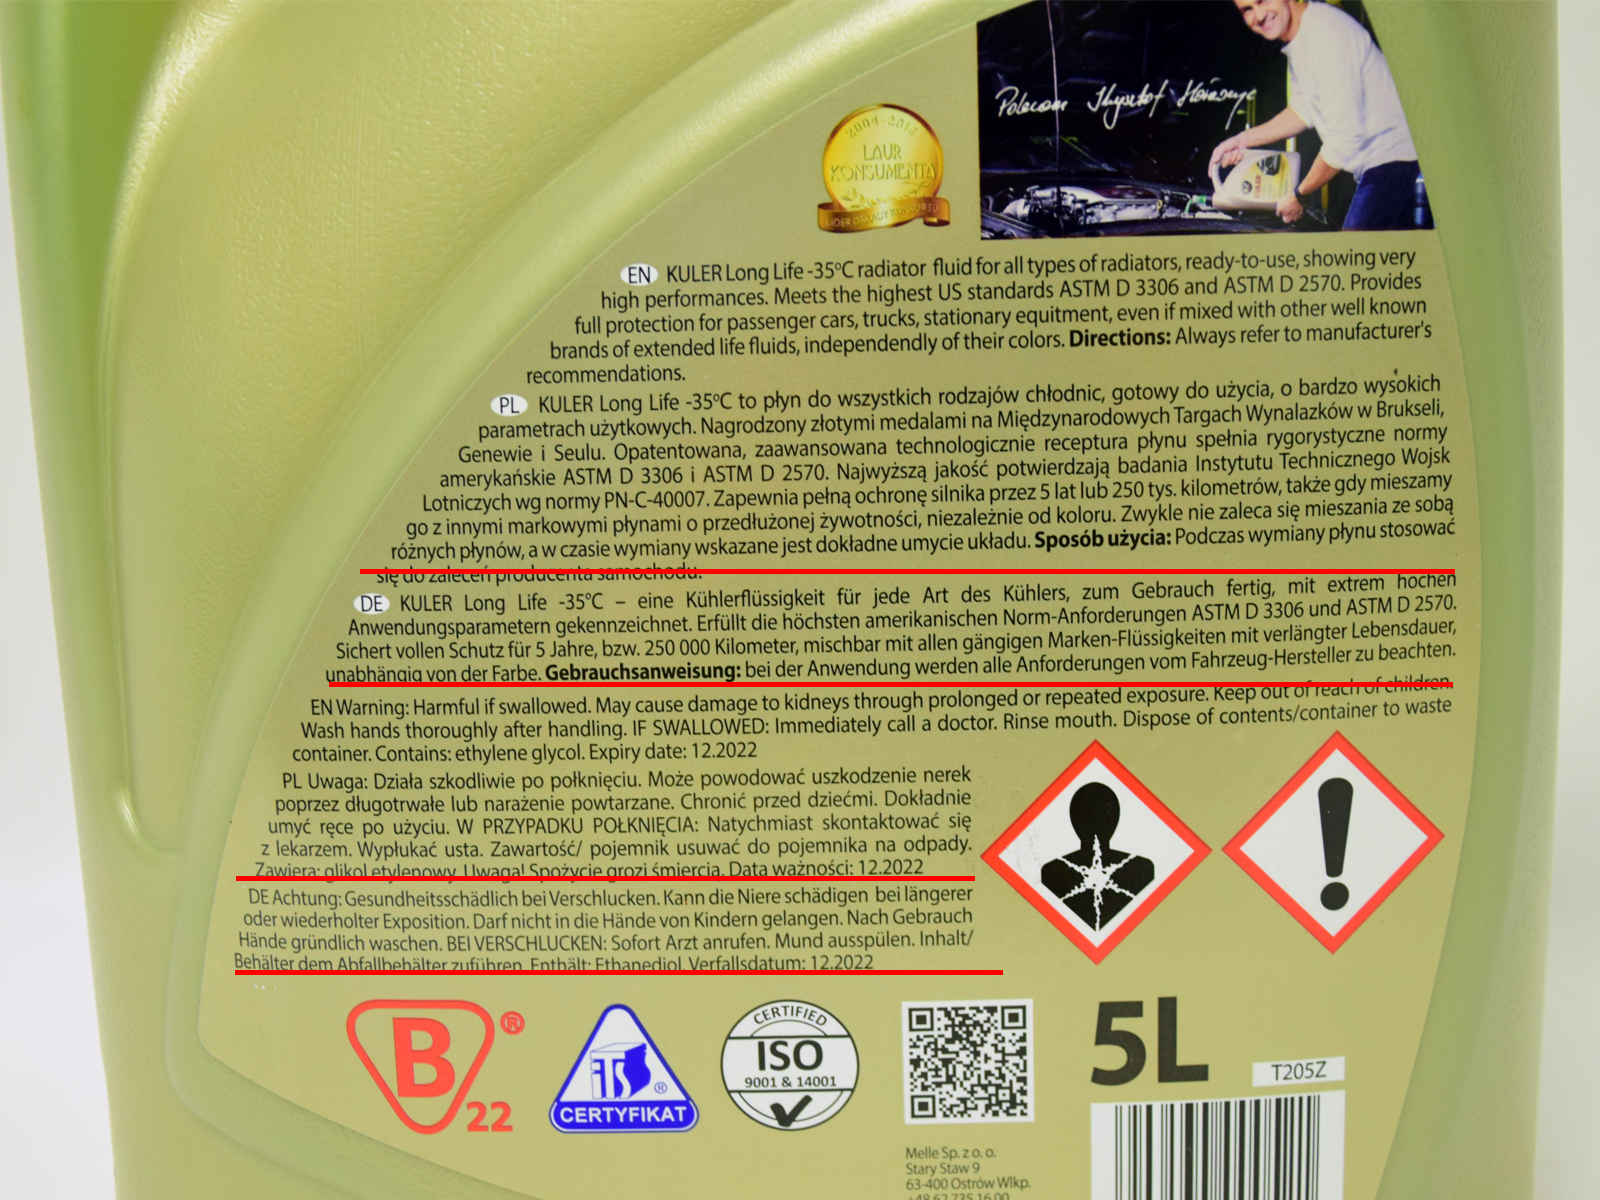 Polecam Krzysztof Hołowczyc
2004-2014
LAUR
KONSUMENTA
LIDER DEKADY KONKURSU
EN KULER Long Life -35°C radiator fluid for all types of radiators, ready-to-use, showing very
high performances. Meets the highest US standards ASTM D 3306 and ASTM D 2570. Provides
full protection for passenger cars, trucks, stationary equitment, even if mixed with other well known
brands of extended life fluids, independendly of their colors. Directions: Always refer to manufacturer's
recommendations.
PL KULER Long Life -35°C to płyn do wszystkich rodzajów chłodnic, gotowy do użycia, o bardzo wysokich
parametrach użytkowych. Nagrodzony złotymi medalami na Międzynarodowych Targach Wynalazków w Brukseli,
Genewie i Seulu. Opatentowana, zaawansowana technologicznie receptura płynu spełnia rygorystyczne normy
amerykańskie ASTM D 3306 i ASTM D 2570. Najwyższą jakość potwierdzają badania Instytutu Technicznego Wojsk
Lotniczych wg normy PN-C-40007. Zapewnia pełną ochronę silnika przez 5 lat lub 250 tys. kilometrów, także gdy mieszamy
go z innymi markowymi płynami o przedłużonej żywotności, niezależnie od koloru. Zwykle nie zaleca się mieszania ze sobą
różnych płynów, a w czasie wymiany wskazane jest dokładne umycie układu. Sposób użycia: Podczas wymiany płynu stosować
się do zaleceń producenta samochodu.
DE KULER Long Life -35°C – eine Kühlerflüssigkeit für jede Art des Kühlers, zum Gebrauch fertig, mit extrem hochen
Anwendungsparametern gekennzeichnet. Erfüllt die höchsten amerikanischen Norm-Anforderungen ASTM D 3306 und ASTM D 2570.
Sichert vollen Schutz für 5 Jahre, bzw. 250 000 Kilometer, mischbar mit allen gängigen Marken-Flüssigkeiten mit verlängter Lebensdauer,
unabhängig von der Farbe. Gebrauchsanweisung: bei der Anwendung werden alle Anforderungen vom Fahrzeug-Hersteller zu beachten.
EN Warning: Harmful if swallowed. May cause damage to kidneys through prolonged or repeated exposure. Keep out of reach of children.
Wash hands thoroughly after handling. IF SWALLOWED: Immediately call a doctor. Rinse mouth. Dispose of contents/container to waste
container. Contains: ethylene glycol. Expiry date: 12.2022
PL Uwaga: Działa szkodliwie po połknięciu. Może powodować uszkodzenie nerek
poprzez długotrwałe lub narażenie powtarzane. Chronić przed dziećmi. Dokładnie
umyć ręce po użyciu. W PRZYPADKU POŁKNIĘCIA: Natychmiast skontaktować się
z lekarzem. Wypłukać usta. Zawartość/ pojemnik usuwać do pojemnika na odpady.
Zawiera: glikol etylenowy. Uwaga! Spożycie grozi śmiercią. Data ważności: 12.2022
DE Achtung: Gesundheitsschädlich bei Verschlucken. Kann die Niere schädigen bei längerer
oder wiederholter Exposition. Darf nicht in die Hände von Kindern gelangen. Nach Gebrauch
Hände gründlich waschen. BEI VERSCHLUCKEN: Sofort Arzt anrufen. Mund ausspülen. Inhalt/
Behälter dem Abfallbehälter zuführen. Enthält: Ethanediol. Verfallsdatum: 12.2022
B ® 22
ITS ®
CERTYFIKAT
CERTIFIED
ISO
9001 & 14001
5L
T205Z
Melle Sp. z o. o.
Stary Staw 9
63-400 Ostrów Wlkp.
+48 62 735 16 00